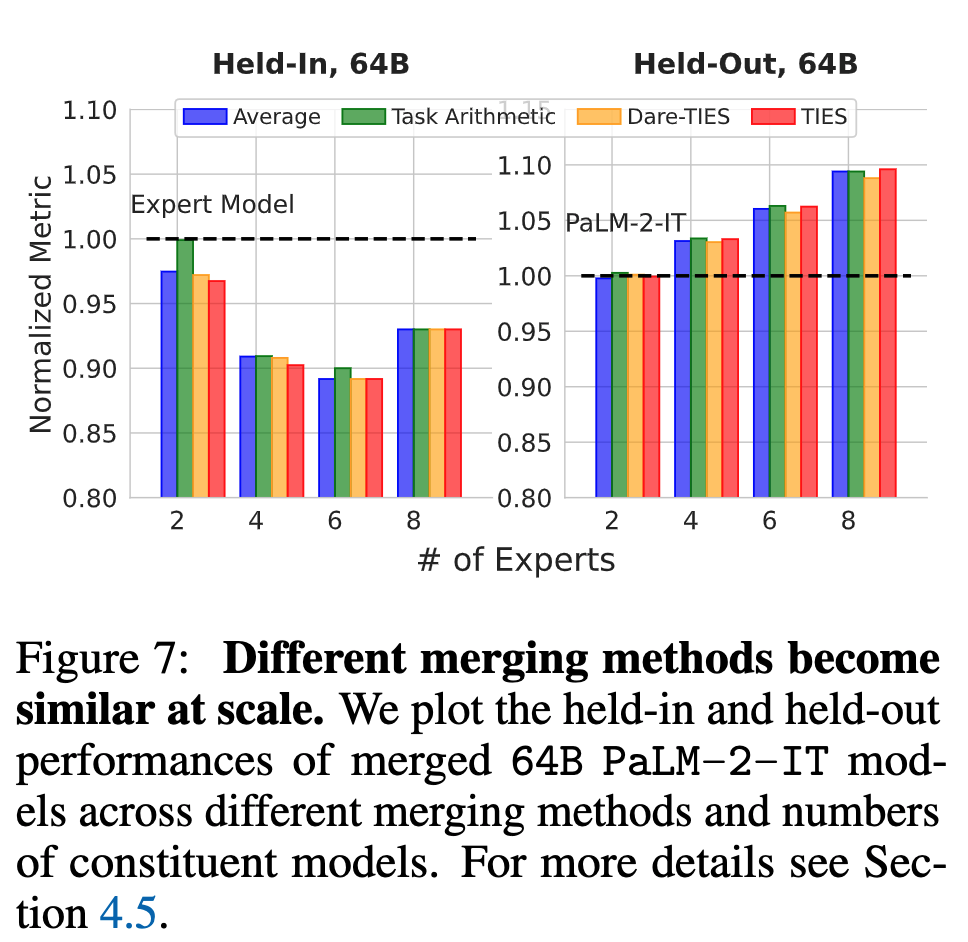 Held-In, 64B
Held-Out, 64B
Average Task Arithmetic Dare-TIES TIES
Normalized Metric
1.10
1.05
1.00
0.95
0.90
0.85
0.80
Expert Model
2 4 6 8
1.15
1.10
1.05
1.00
0.95
0.90
0.85
0.80
PaLM-2-IT
2 4 6 8
# of Experts
Figure 7: Different merging methods become
similar at scale. We plot the held-in and held-out
performances of merged 64B PaLM-2-IT mod-
els across different merging methods and numbers
of constituent models. For more details see Sec-
tion 4.5.